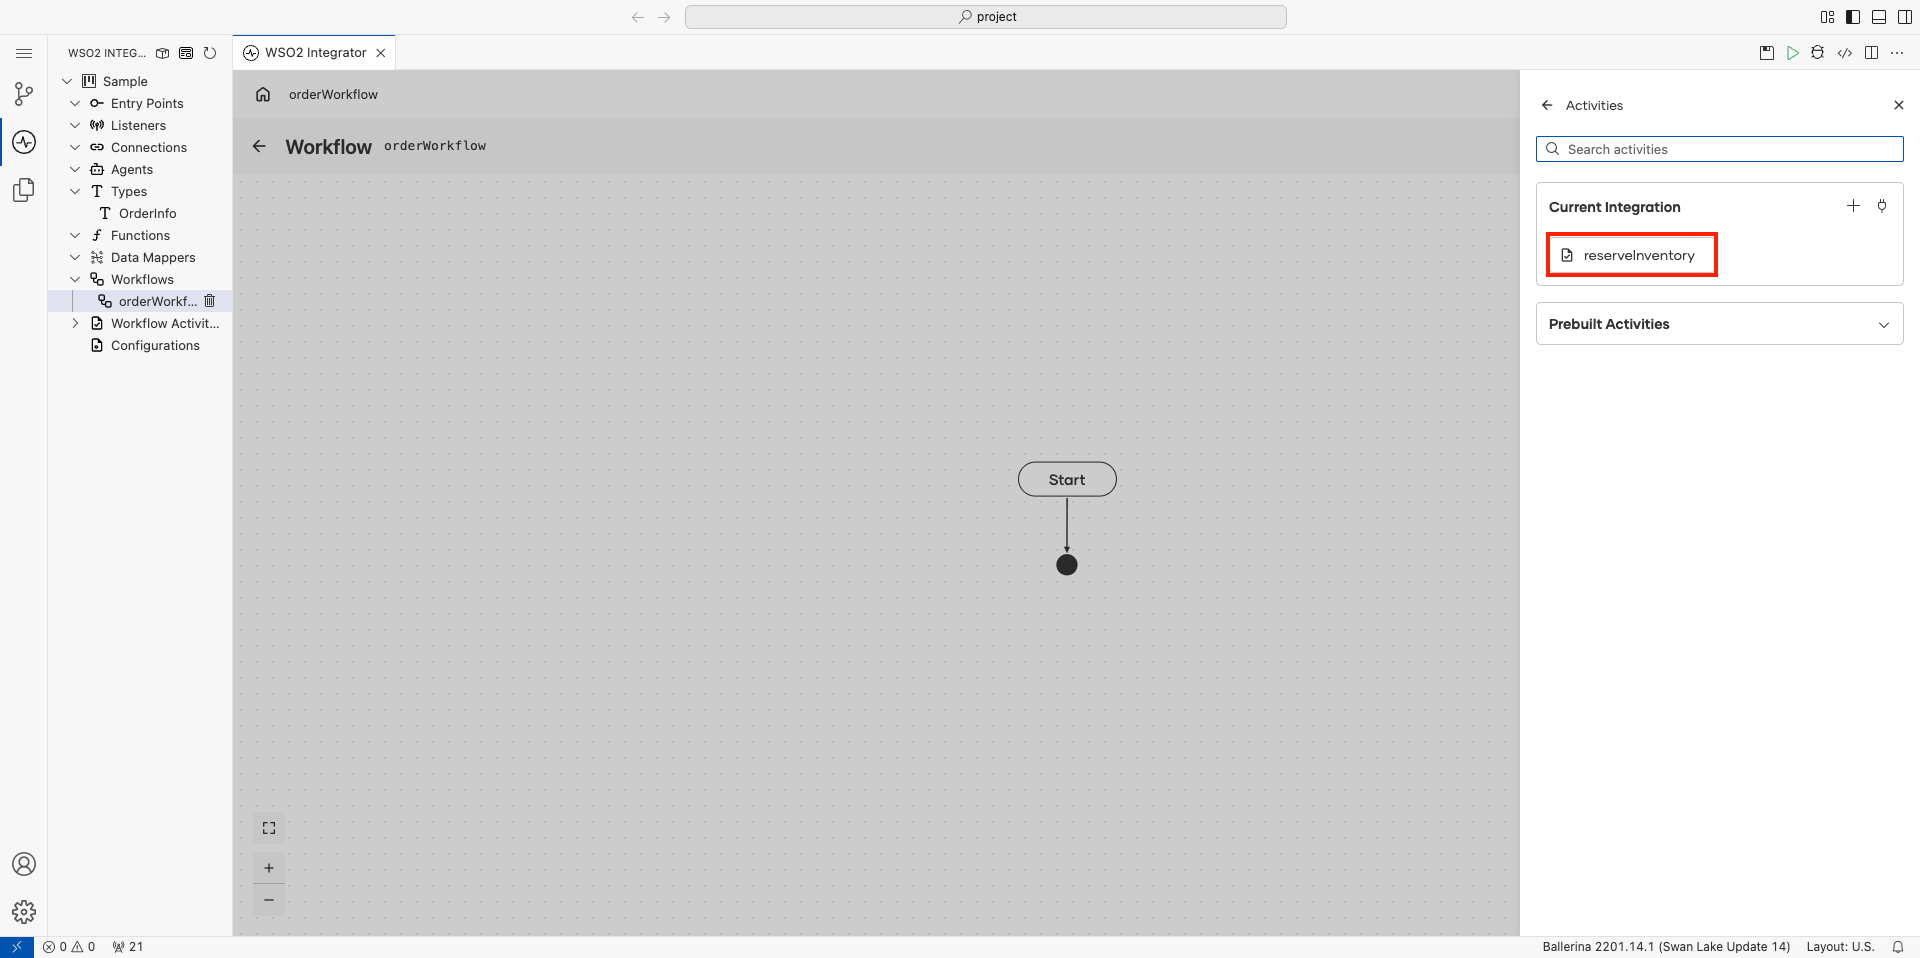 project
WSO2 INTEG...
WSO2 Integrator
Sample
Entry Points
Listeners
Connections
Agents
Types
OrderInfo
Functions
Data Mappers
Workflows
orderWorkf...
Workflow Activit...
Configurations
orderWorkflow
Workflow orderWorkflow
Start
Activities
Search activities
Current Integration
reserveInventory
Prebuilt Activities
0 0 21
Ballerina 2201.14.1 (Swan Lake Update 14) Layout: U.S.